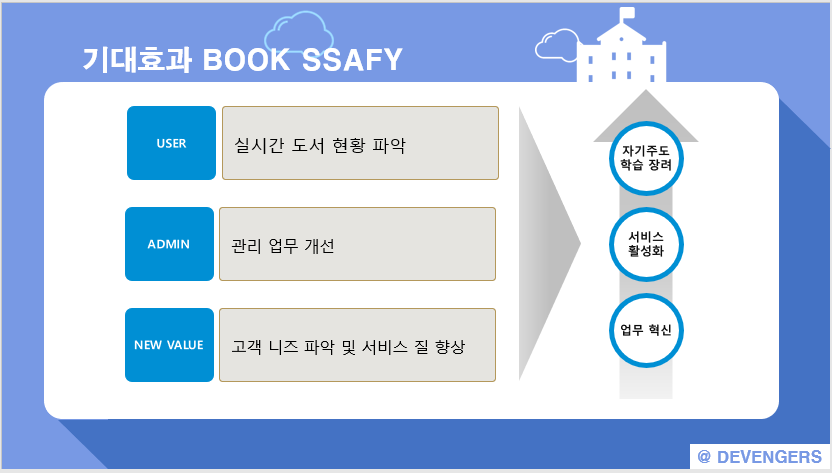 기대효과 BOOK SSAFY
USER
실시간 도서 현황 파악
ADMIN
관리 업무 개선
NEW VALUE
고객 니즈 파악 및 서비스 질 향상
자기주도
학습 장려
서비스
활성화
업무 혁신
@ DEVENGERS